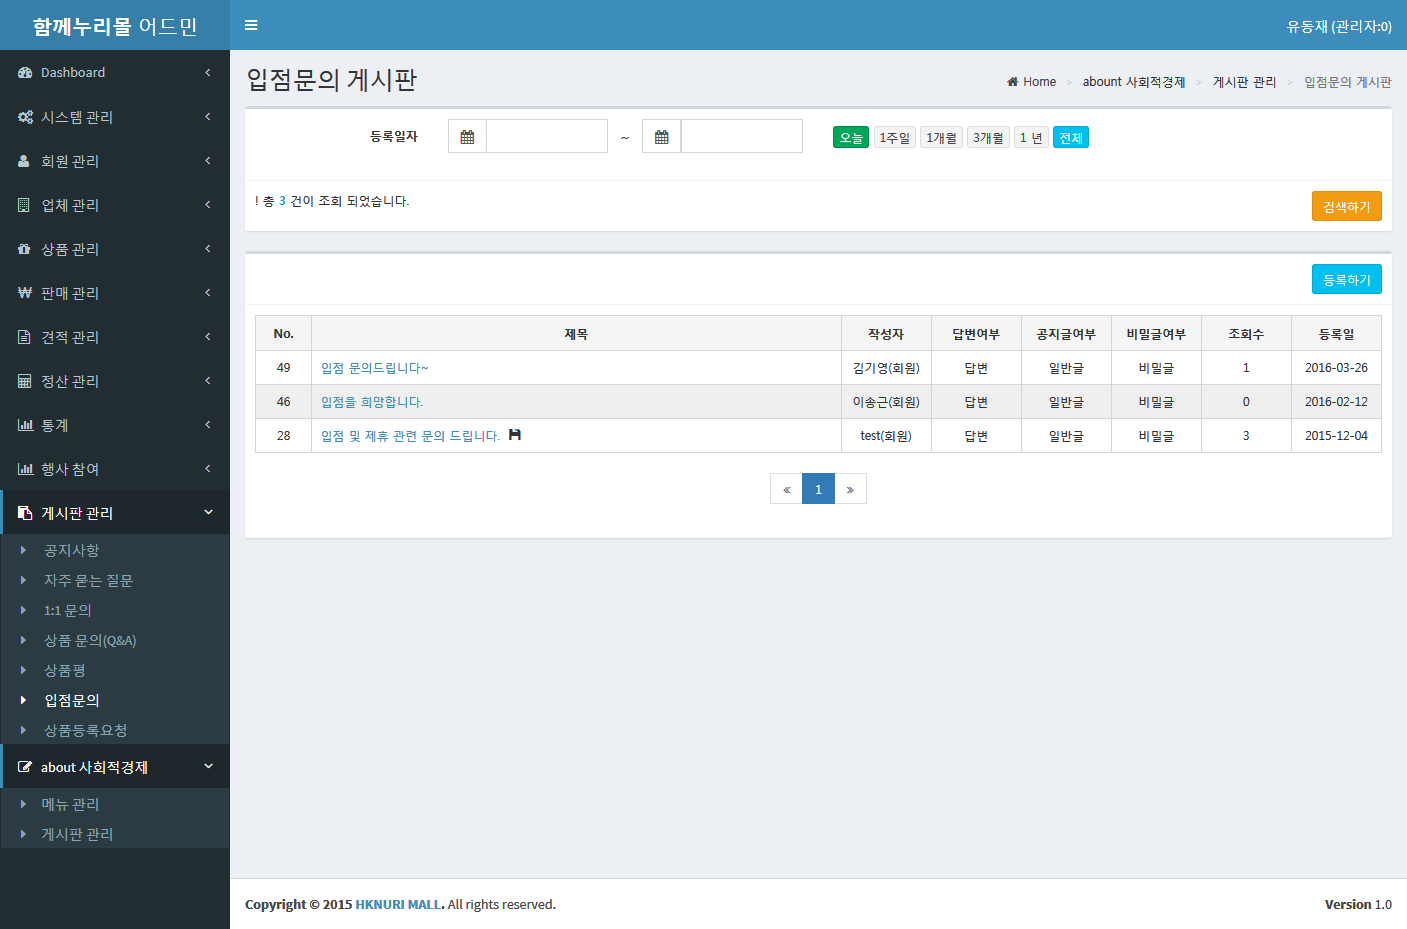 함께누리몰 어드민
유동재 (관리자:0)
Dashboard
시스템 관리
회원 관리
업체 관리
상품 관리
판매 관리
견적 관리
정산 관리
통계
행사 참여
게시판 관리
공지사항
자주 묻는 질문
1:1 문의
상품 문의(Q&A)
상품평
입점문의
상품등록요청
about 사회적경제
메뉴 관리
게시판 관리
입점문의 게시판
Home > abount 사회적경제 > 게시판 관리 > 입점문의 게시판
등록일자 ~ 오늘 1주일 1개월 3개월 1 년 전체
! 총 3 건이 조회 되었습니다.
검색하기
등록하기
No. 제목 작성자 답변여부 공지글여부 비밀글여부 조회수 등록일
49 입점 문의드립니다~ 김기영(회원) 답변 일반글 비밀글 1 2016-03-26
46 입점을 희망합니다. 이송근(회원) 답변 일반글 비밀글 0 2016-02-12
28 입점 및 제휴 관련 문의 드립니다. test(회원) 답변 일반글 비밀글 3 2015-12-04
« 1 »
Copyright © 2015 HKNURI MALL. All rights reserved.
Version 1.0